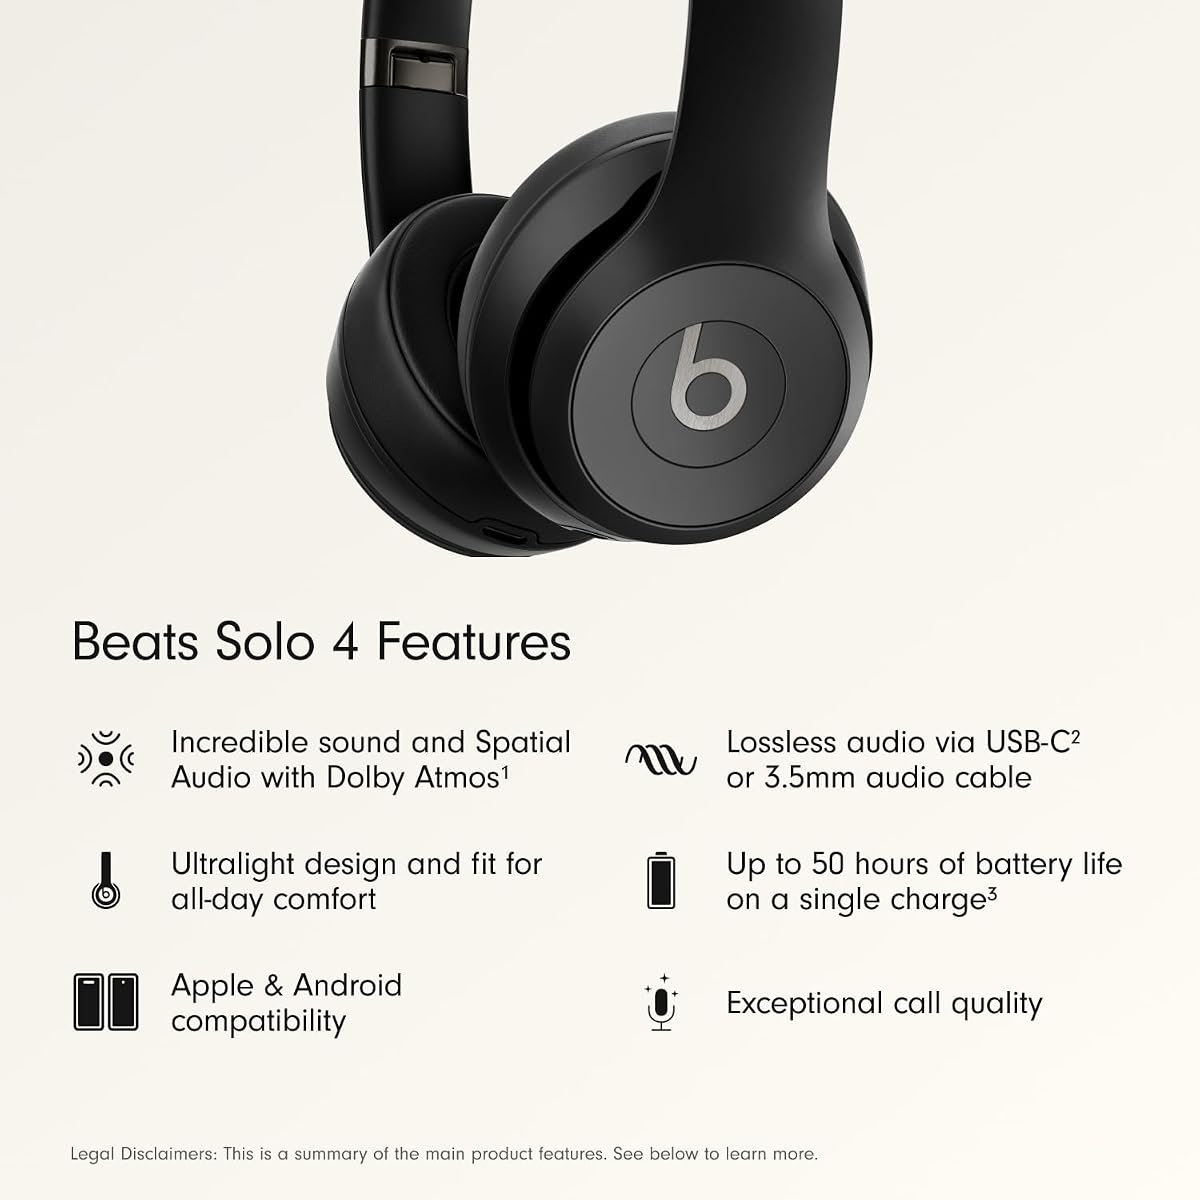 Beats Solo 4 Features
Incredible sound and Spatial
Audio with Dolby Atmos¹
Lossless audio via USB-C²
or 3.5mm audio cable
Ultralight design and fit for
all-day comfort
Up to 50 hours of battery life
on a single charge³
Apple & Android
compatibility
Exceptional call quality
Legal Disclaimers: This is a summary of the main product features. See below to learn more.